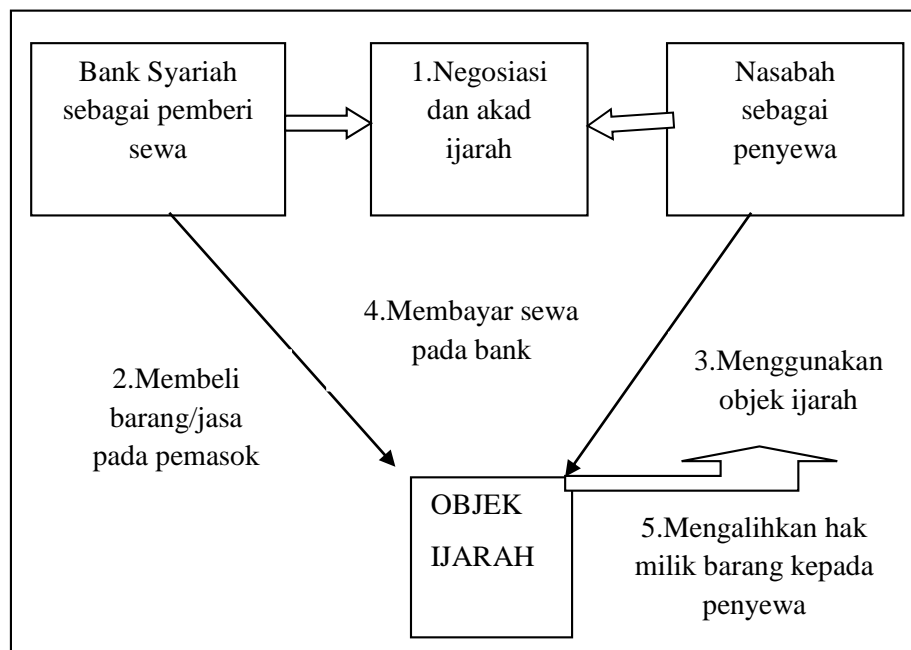 Bank Syariah
sebagai pemberi
sewa
1.Negosiasi
dan akad
ijarah
Nasabah
sebagai
penyewa
4.Membayar sewa
pada bank
2.Membeli
barang/jasa
pada pemasok
3.Menggunakan
objek ijarah
OBJEK
IJARAH
5.Mengalihkan hak
milik barang kepada
penyewa